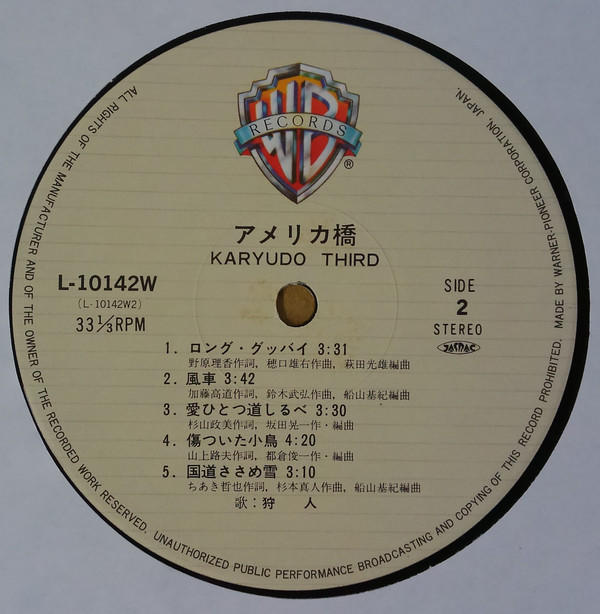 WB
RECORDS
®
アメリカ橋
KARYUDO THIRD
L-10142W
(L-10142W2)
33 1/3 RPM
SIDE
2
STEREO
JASRAC
1. ロング・グッバイ 3:31
野原理香作詞, 穂口雄右作曲, 萩田光雄編曲
2. 風車 3:42
加藤高道作詞, 鈴木武弘作曲, 船山基紀編曲
3. 愛ひとつ道しるべ 3:30
杉山政美作詞, 坂田晃一作・編曲
4. 傷ついた小鳥 4:20
山上路夫作詞, 都倉俊一作・編曲
5. 国道ささめ雪 3:10
ちあき哲也作詞, 杉本真人作曲, 船山基紀編曲
歌: 狩 人
ALL RIGHTS OF THE MANUFACTURER AND OF THE OWNER OF THE RECORDED WORK RESERVED. UNAUTHORIZED PUBLIC PERFORMANCE BROADCASTING AND COPYING OF THIS RECORD PROHIBITED. MADE BY WARNER-PIONEER CORPORATION, JAPAN.